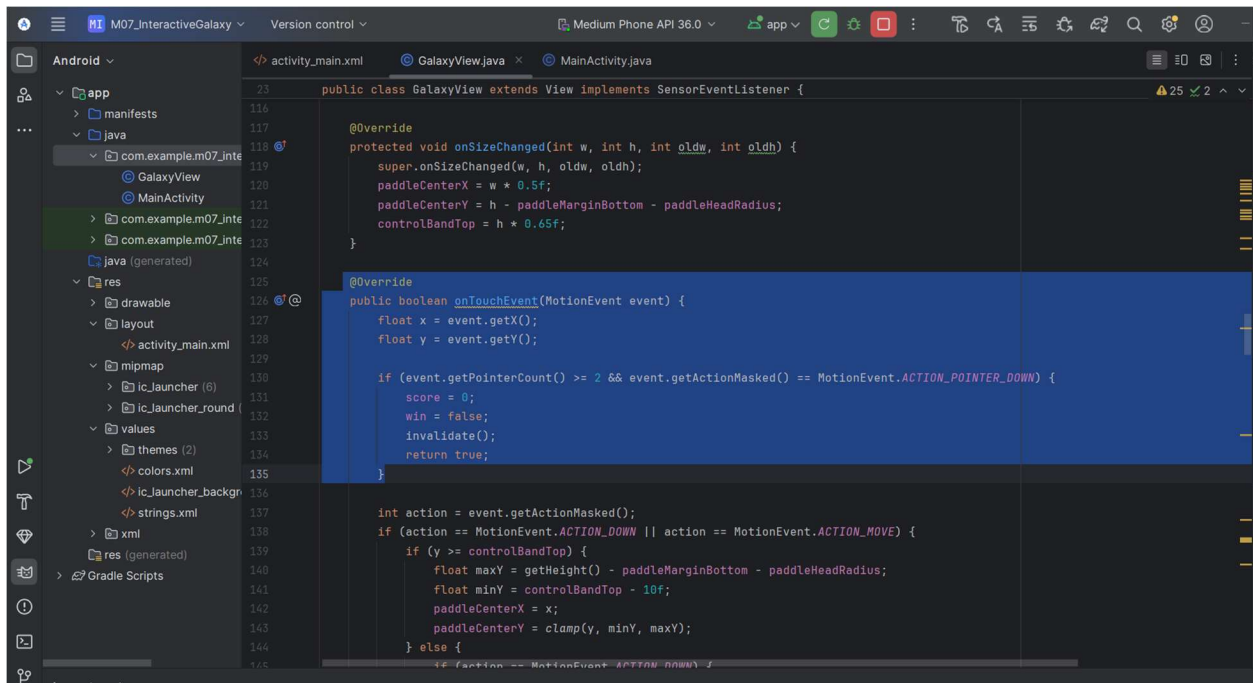 MI M07_InteractiveGalaxy Version control Medium Phone API 36.0 app
Android
app
manifests
java
com.example.m07_inte
GalaxyView
MainActivity
com.example.m07_inte
com.example.m07_inte
java (generated)
res
drawable
layout
activity_main.xml
mipmap
ic_launcher (6)
ic_launcher_round (
values
themes (2)
colors.xml
ic_launcher_backgr
strings.xml
xml
res (generated)
Gradle Scripts
activity_main.xml GalaxyView.java MainActivity.java
23 public class GalaxyView extends View implements SensorEventListener { 25 2
116
117 @Override
118 protected void onSizeChanged(int w, int h, int oldw, int oldh) {
119 super.onSizeChanged(w, h, oldw, oldh);
120 paddleCenterX = w * 0.5f;
121 paddleCenterY = h - paddleMarginBottom - paddleHeadRadius;
122 controlBandTop = h * 0.65f;
123 }
124
125 @Override
126 public boolean onTouchEvent(MotionEvent event) {
127 float x = event.getX();
128 float y = event.getY();
129
130 if (event.getPointerCount() >= 2 && event.getActionMasked() == MotionEvent.ACTION_POINTER_DOWN) {
131 score = 0;
132 win = false;
133 invalidate();
134 return true;
135 }
136
137 int action = event.getActionMasked();
138 if (action == MotionEvent.ACTION_DOWN || action == MotionEvent.ACTION_MOVE) {
139 if (y >= controlBandTop) {
140 float maxY = getHeight() - paddleMarginBottom - paddleHeadRadius;
141 float minY = controlBandTop - 10f;
142 paddleCenterX = x;
143 paddleCenterY = clamp(y, minY, maxY);
144 } else {
145 if (action == MotionEvent.ACTION_DOWN) {